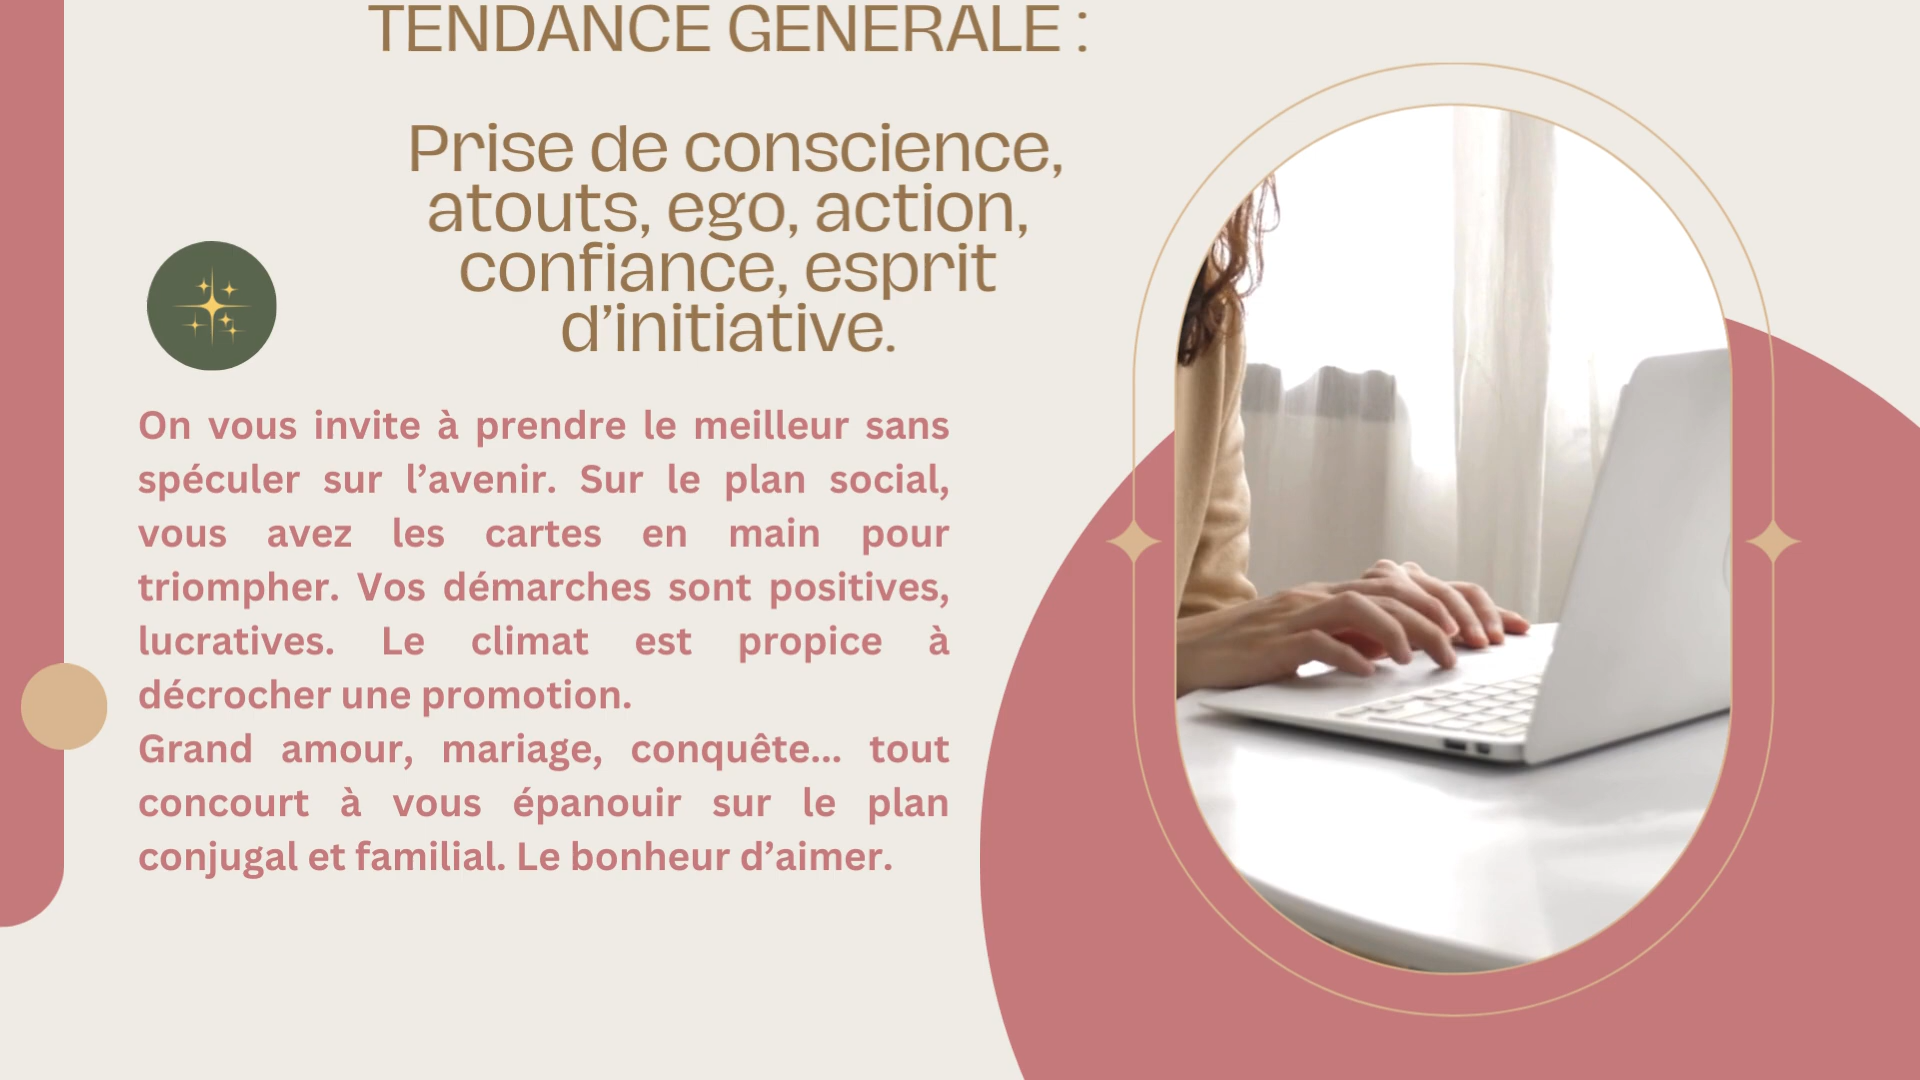 TENDANCE GENERALE :
Prise de conscience,
atouts, ego, action,
confiance, esprit
d’initiative.
On vous invite à prendre le meilleur sans
spéculer sur l’avenir. Sur le plan social,
vous avez les cartes en main pour
triompher. Vos démarches sont positives,
lucratives. Le climat est propice à
décrocher une promotion.
Grand amour, mariage, conquête... tout
concourt à vous épanouir sur le plan
conjugal et familial. Le bonheur d’aimer.